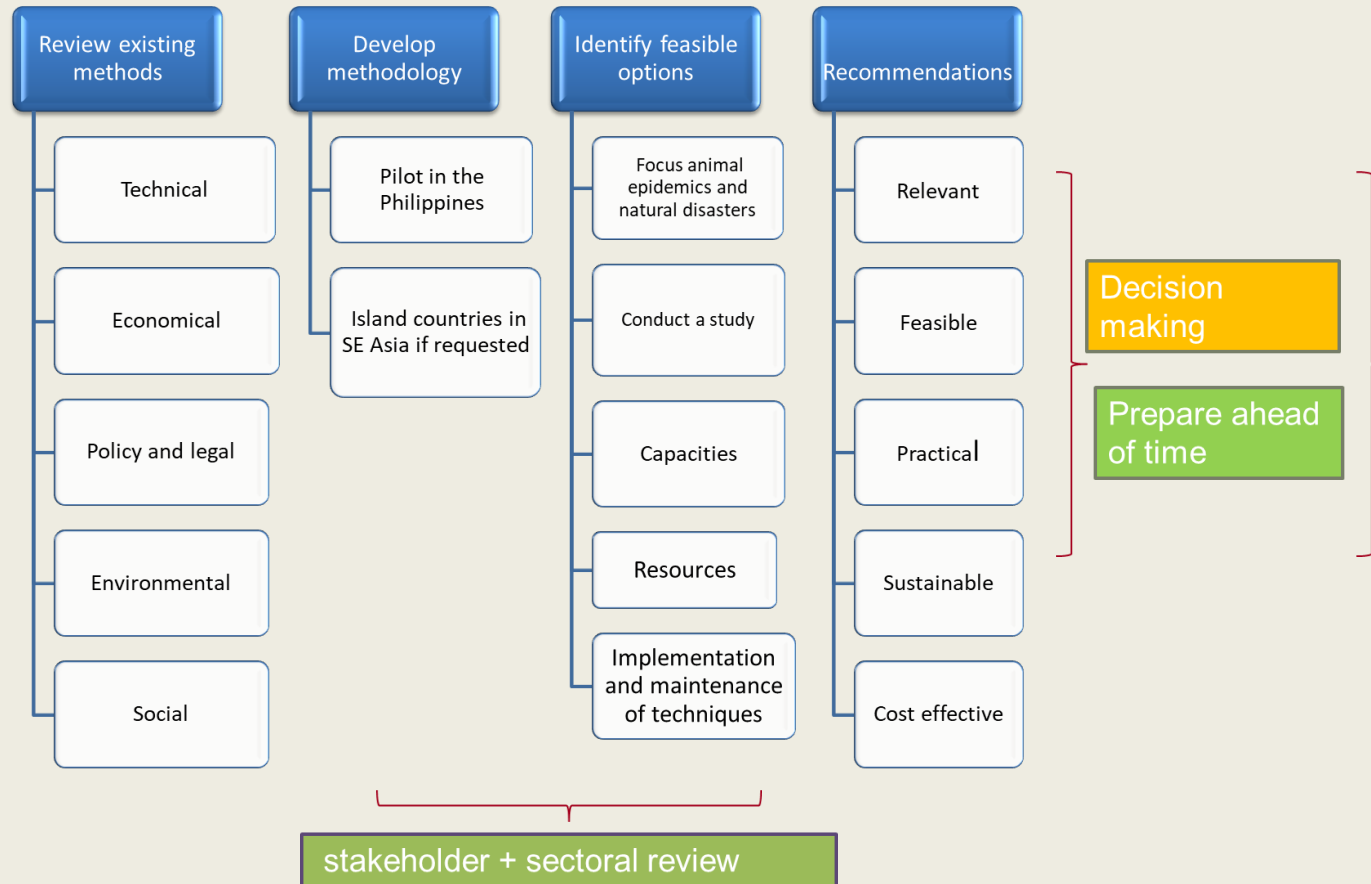 Review existing
methods
Technical
Economical
Policy and legal
Environmental
Social
Develop
methodology
Pilot in the
Philippines
Island countries in
SE Asia if requested
Identify feasible
options
Focus animal
epidemics and
natural disasters
Conduct a study
Capacities
Resources
Implementation
and maintenance
of techniques
Recommendations
Relevant
Feasible
Practical
Sustainable
Cost effective
Decision
making
Prepare ahead
of time
stakeholder + sectoral review